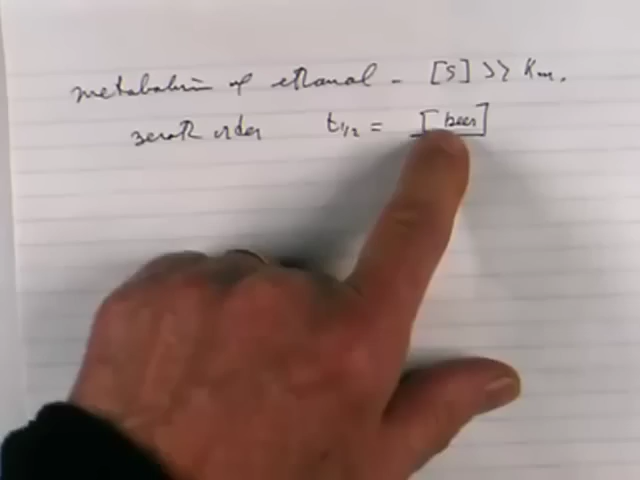 metabolism of ethanol - [S] >> Km.
zeroth order t1/2 = [beer]